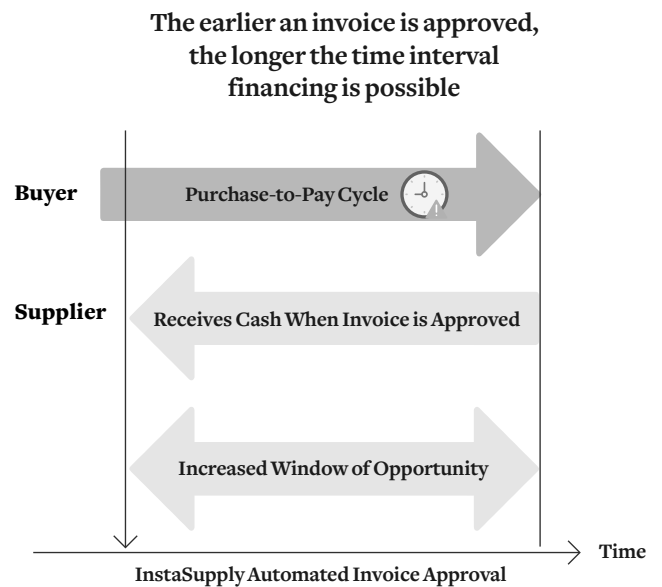 The earlier an invoice is approved,
the longer the time interval
financing is possible
Buyer
Purchase-to-Pay Cycle
Supplier
Receives Cash When Invoice is Approved
Increased Window of Opportunity
Time
InstaSupply Automated Invoice Approval